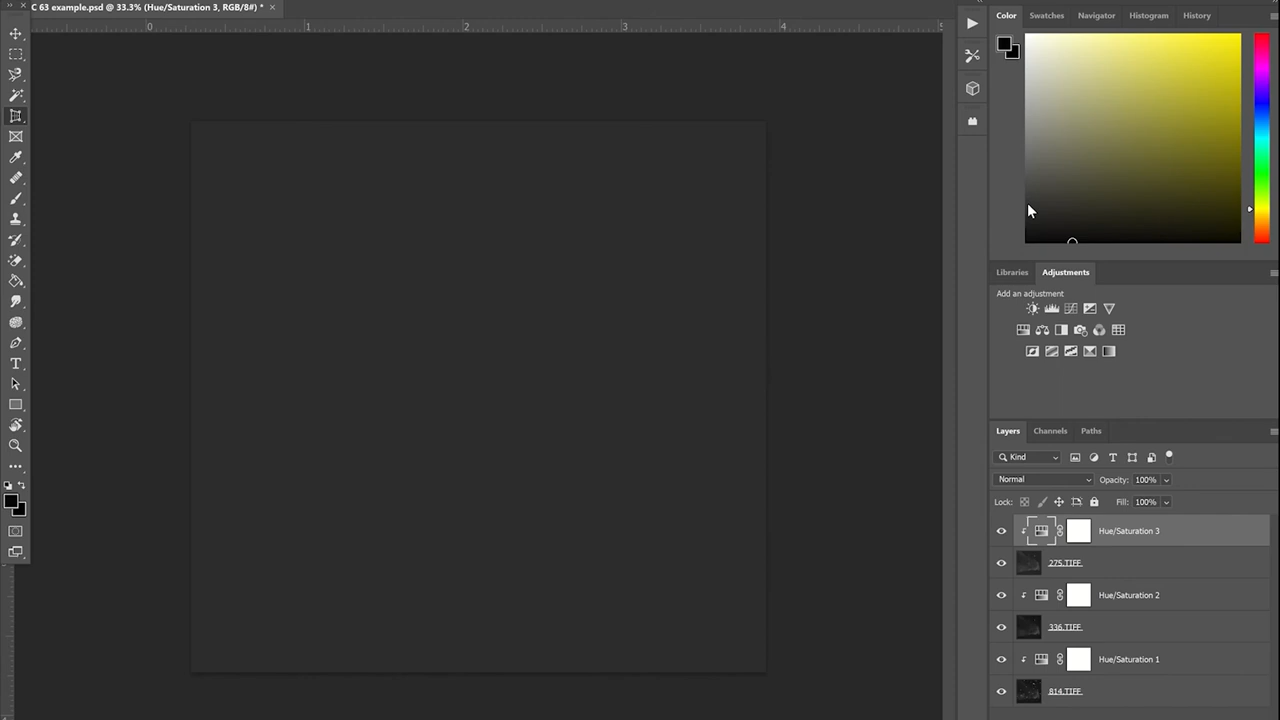 C 63 example.psd @ 33.3% (Hue/Saturation 3, RGB/8#) *
0 1 2 3 4 5
Color Swatches Navigator Histogram History
Libraries Adjustments
Add an adjustment
Layers Channels Paths
Kind
Normal Opacity: 100%
Lock: Fill: 100%
Hue/Saturation 3
275.TIFF
Hue/Saturation 2
336.TIFF
Hue/Saturation 1
814.TIFF